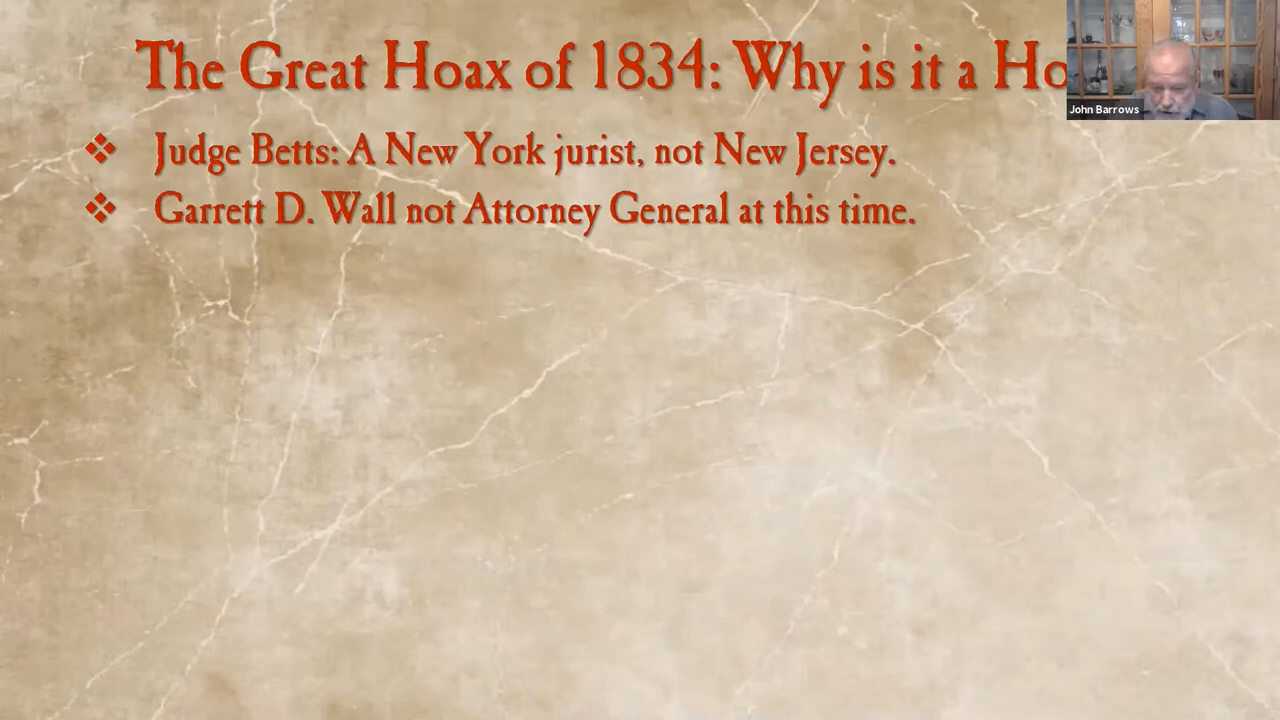 The Great Hoax of 1834: Why is it a Ho
John Barrows
❖ Judge Betts: A New York jurist, not New Jersey.
❖ Garrett D. Wall not Attorney General at this time.